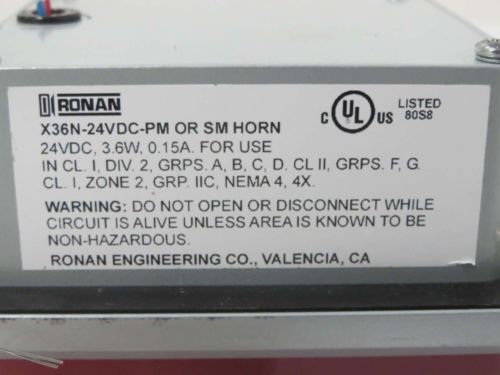 RONAN
X36N-24VDC-PM OR SM HORN
24VDC, 3.6W, 0.15A. FOR USE
IN CL. I, DIV. 2, GRPS. A, B, C, D. CL II, GRPS. F, G.
CL. I, ZONE 2, GRP. IIC, NEMA 4, 4X.
WARNING: DO NOT OPEN OR DISCONNECT WHILE
CIRCUIT IS ALIVE UNLESS AREA IS KNOWN TO BE
NON-HAZARDOUS.
RONAN ENGINEERING CO., VALENCIA, CA
C UL US
®
LISTED
80S8